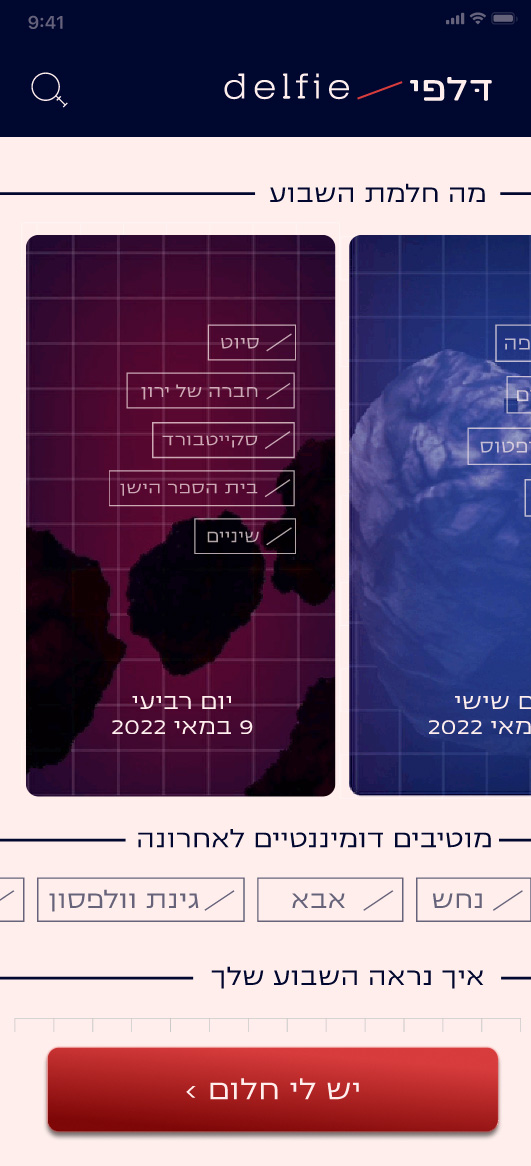 9:41
דלפי delfie
מה חלמת השבוע
סיוט
חברה של ירון
סקייטבורד
בית הספר הישן
שיניים
יום רביעי
9 במאי 2022
שישי
2022
מוטיבים דומיננטיים לאחרונה
נחש
אבא
גינת וולפסון
איך נראה השבוע שלך
יש לי חלום >